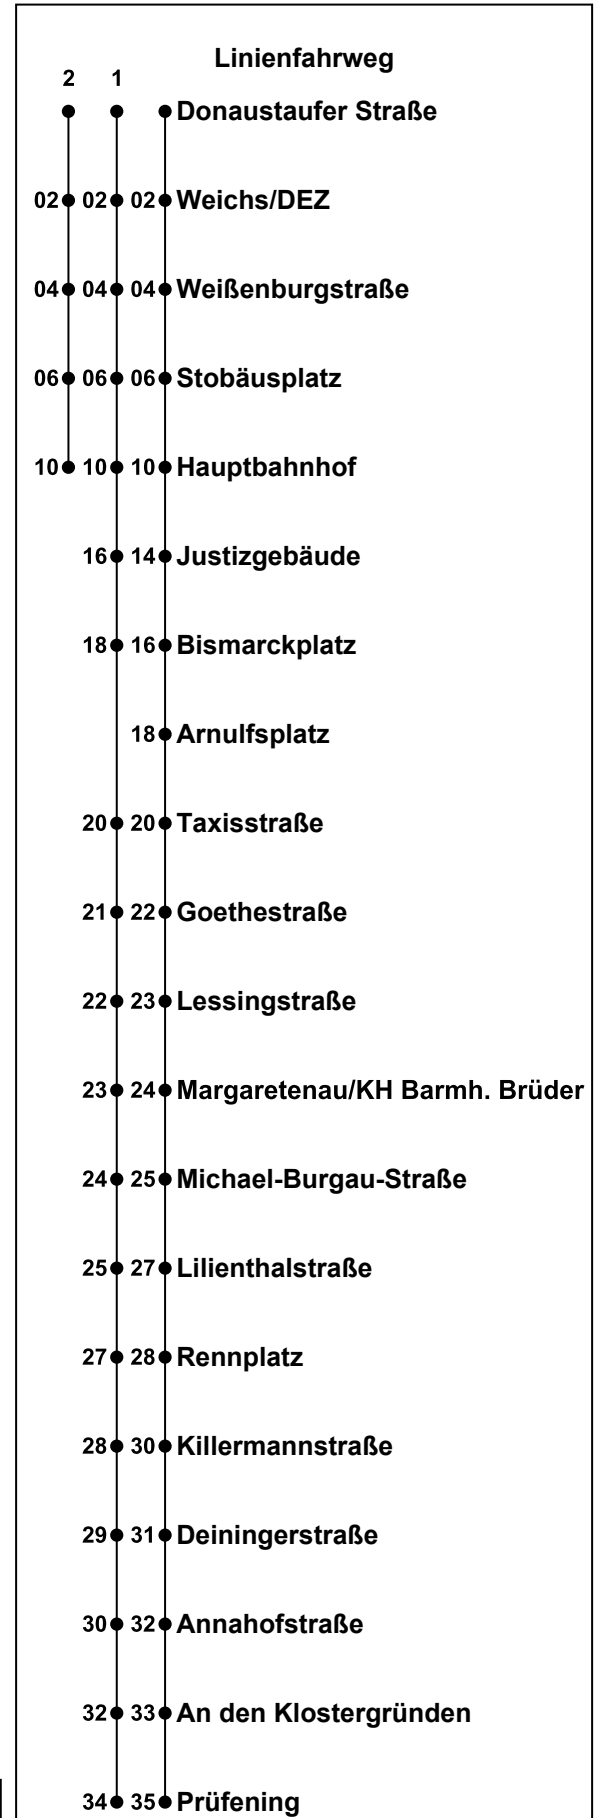 Linienfahrweg
2 1
Donaustaufer Straße
02 02 02 Weichs/DEZ
04 04 04 Weißenburgstraße
06 06 06 Stobäusplatz
10 10 10 Hauptbahnhof
16 14 Justizgebäude
18 16 Bismarckplatz
18 Arnulfsplatz
20 20 Taxisstraße
21 22 Goethestraße
22 23 Lessingstraße
23 24 Margaretenau/KH Barmh. Brüder
24 25 Michael-Burgau-Straße
25 27 Lilienthalstraße
27 28 Rennplatz
28 30 Killermannstraße
29 31 Deiningerstraße
30 32 Annahofstraße
32 33 An den Klostergründen
34 35 Prüfening